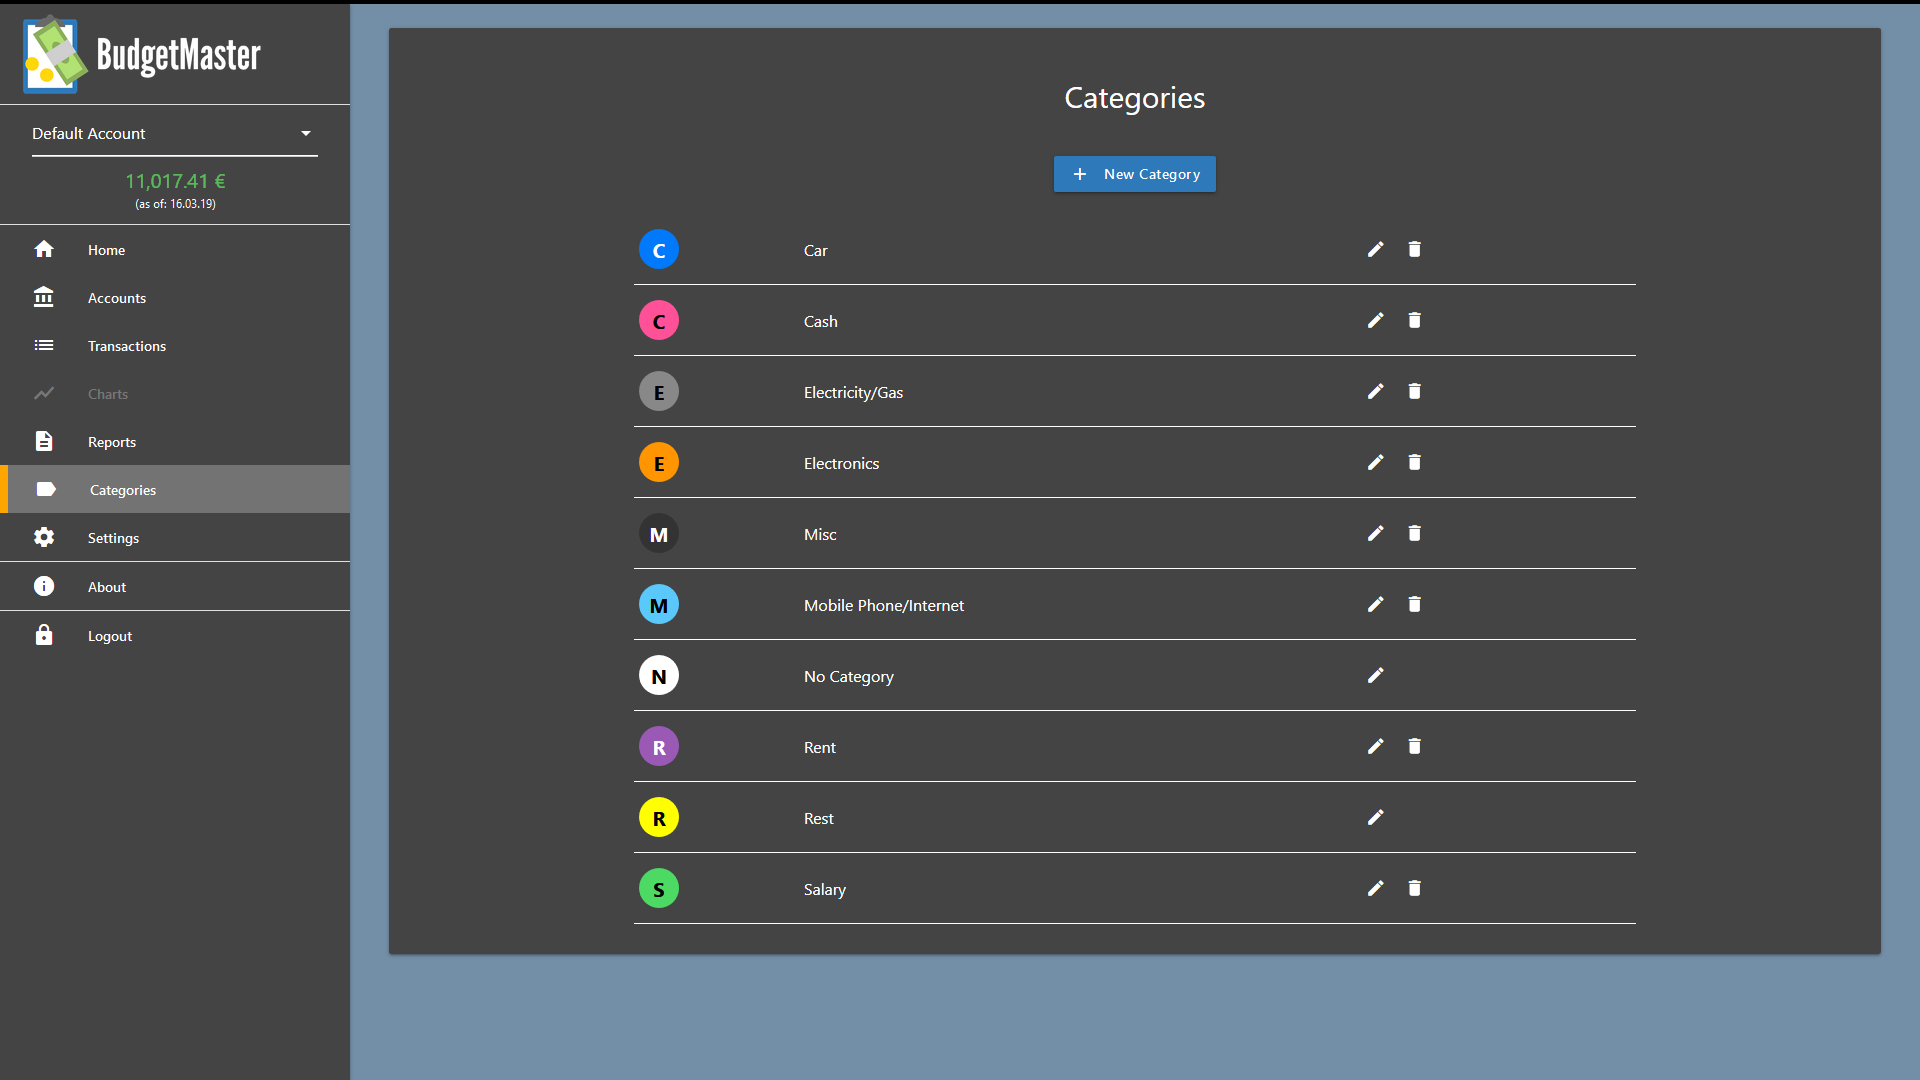 BudgetMaster
Default Account
11,017.41 €
(as of: 16.03.19)
Home
Accounts
Transactions
Charts
Reports
Categories
Settings
About
Logout
Categories
New Category
C Car
C Cash
E Electricity/Gas
E Electronics
M Misc
M Mobile Phone/Internet
N No Category
R Rent
R Rest
S Salary